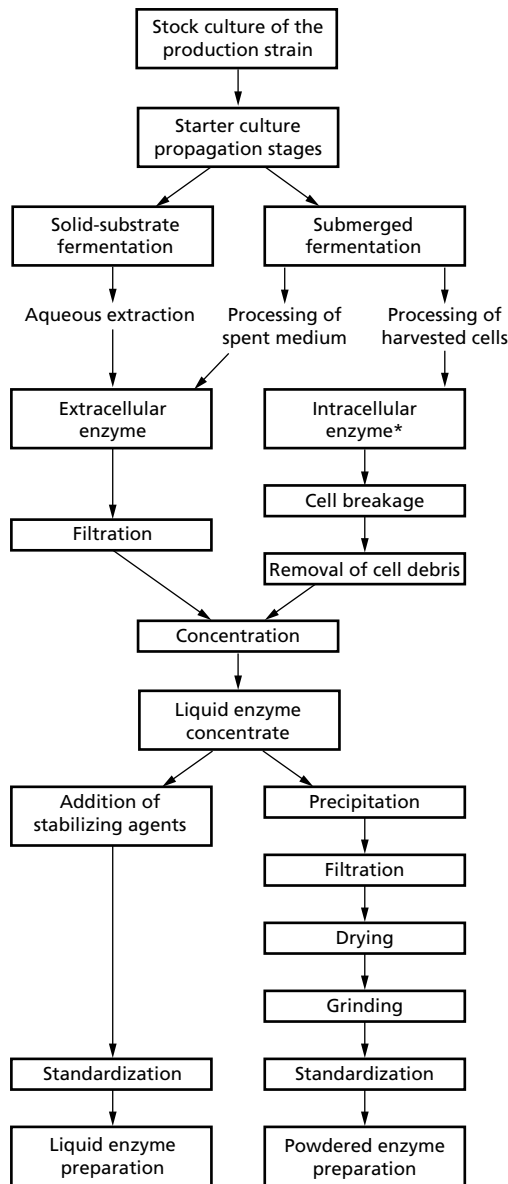 Stock culture of the
production strain
Starter culture
propagation stages
Solid-substrate
fermentation
Submerged
fermentation
Aqueous extraction
Processing of
spent medium
Processing of
harvested cells
Extracellular
enzyme
Intracellular
enzyme*
Cell breakage
Filtration
Removal of cell debris
Concentration
Liquid enzyme
concentrate
Addition of
stabilizing agents
Precipitation
Filtration
Drying
Grinding
Standardization
Standardization
Liquid enzyme
preparation
Powdered enzyme
preparation